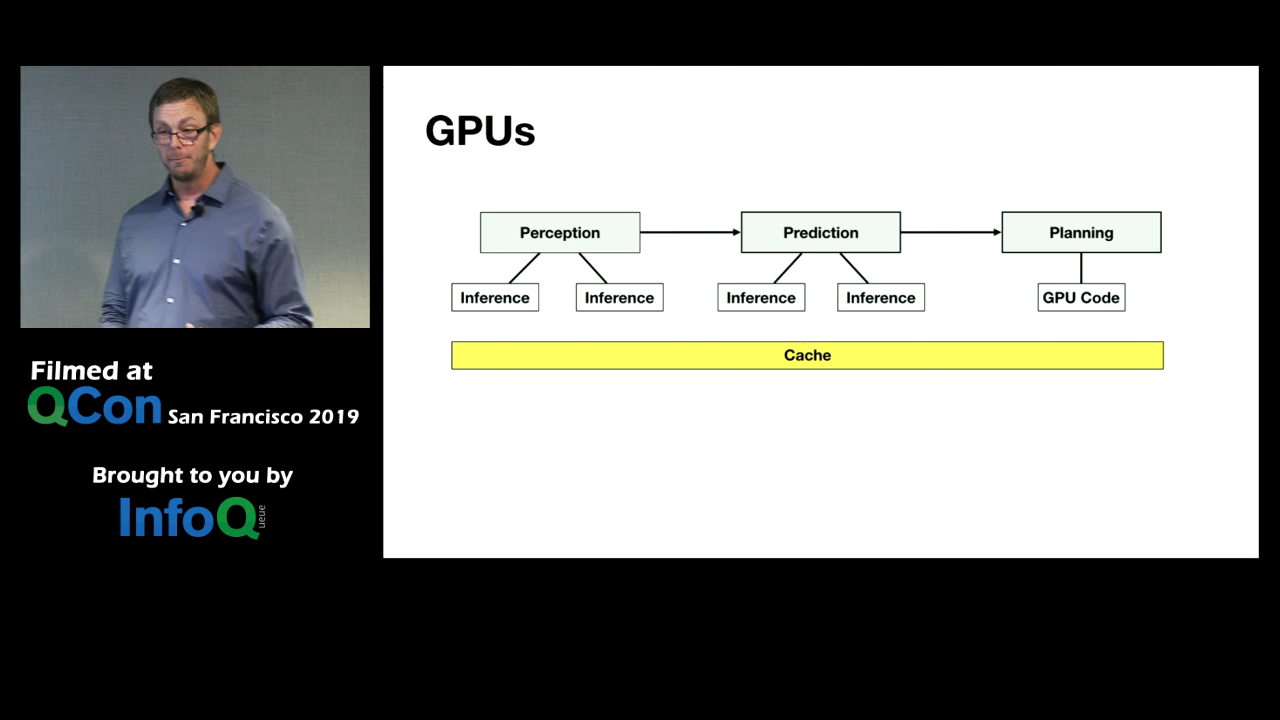 GPUs
Perception
Prediction
Planning
Inference
Inference
Inference
Inference
GPU Code
Cache
Filmed at
QCon San Francisco 2019
Brought to you by
InfoQ
ueue